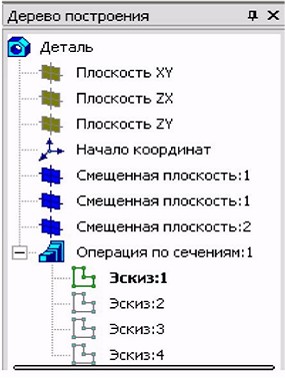 Дерево построения
Деталь
Плоскость XY
Плоскость ZX
Плоскость ZY
Начало координат
Смещенная плоскость:1
Смещенная плоскость:1
Смещенная плоскость:2
Операция по сечениям:1
Эскиз:1
Эскиз:2
Эскиз:3
Эскиз:4